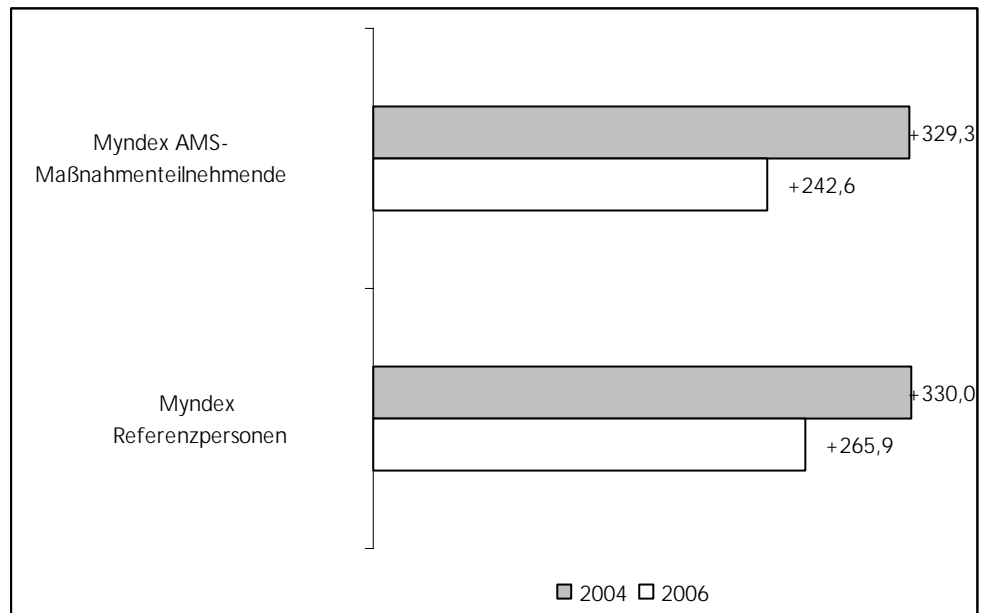 Myndex AMS-
Maßnahmenteilnehmende
+329,3
+242,6
Myndex
Referenzpersonen
+330,0
+265,9
2004 2006